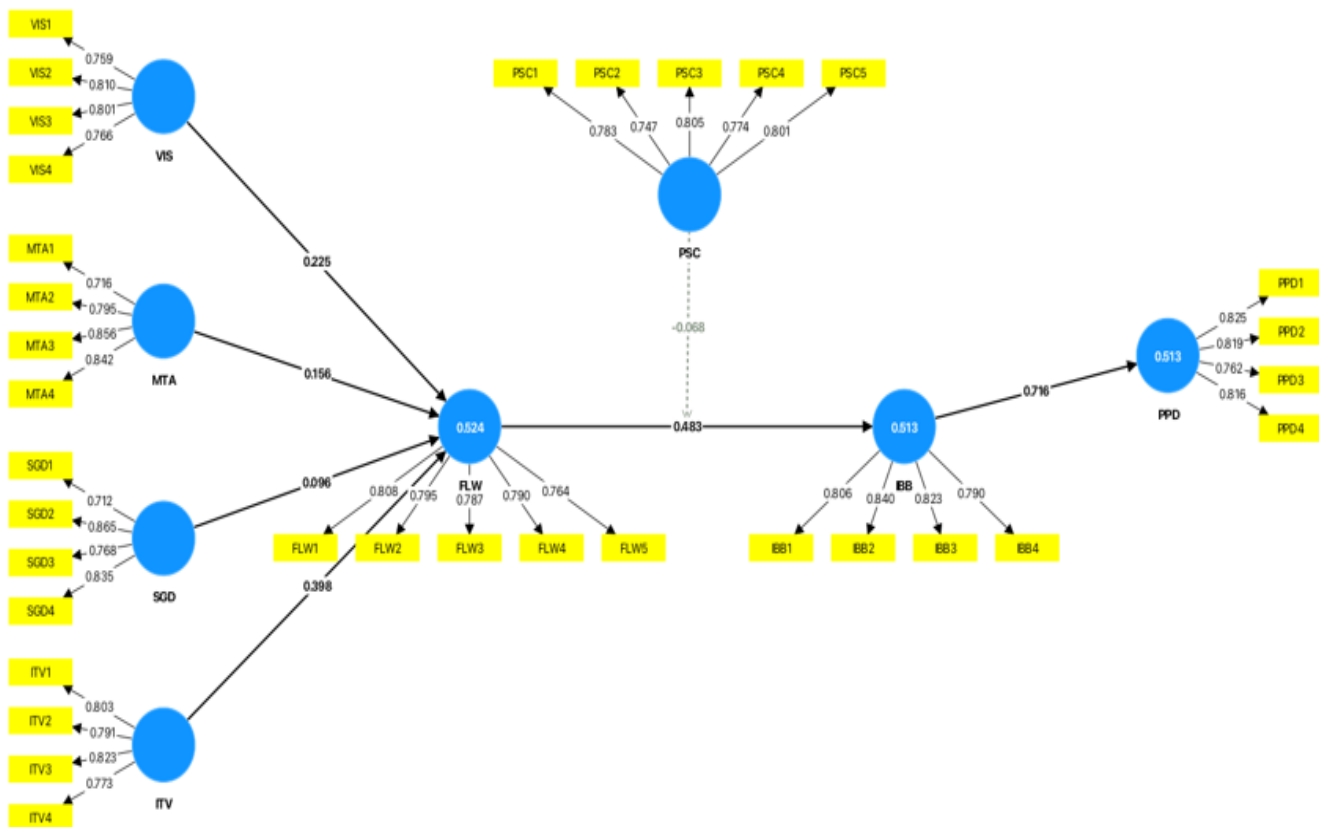 VIS1
VIS2
VIS3
VIS4
0.759
0.810
0.801
0.766
VIS
PSC1
PSC2
PSC3
PSC4
PSC5
0.783
0.747
0.805
0.774
0.801
PSC
0.225
-0.068
MTA1
MTA2
MTA3
MTA4
0.716
0.795
0.856
0.842
MTA
0.156
SGD1
SGD2
SGD3
SGD4
0.712
0.865
0.768
0.835
SGD
0.096
ITV1
ITV2
ITV3
ITV4
0.803
0.791
0.823
0.773
ITV
0.398
0.524
FLW
0.808
0.795
0.787
0.790
0.764
FLW1
FLW2
FLW3
FLW4
FLW5
0.483
0.513
IBB
0.806
0.840
0.823
0.790
IBB1
IBB2
IBB3
IBB4
0.716
0.513
PPD
0.825
0.819
0.762
0.816
PPD1
PPD2
PPD3
PPD4